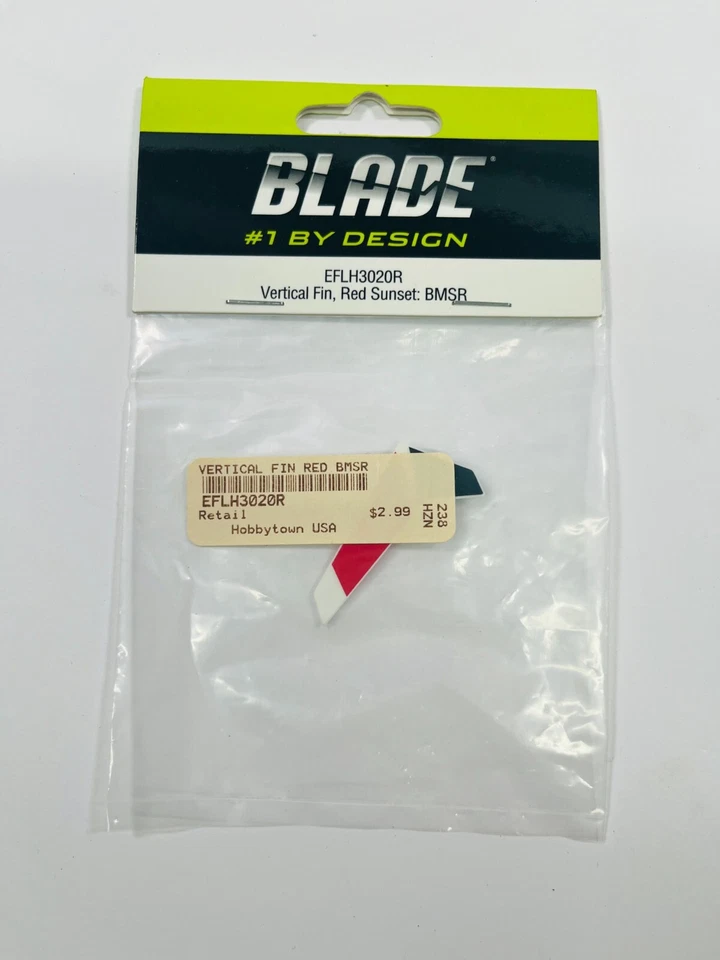 BLADE®
#1 BY DESIGN
EFLH3020R
Vertical Fin, Red Sunset: BMSR
VERTICAL FIN RED BMSR
EFLH3020R
Retail $2.99
Hobbytown USA
238
HZN